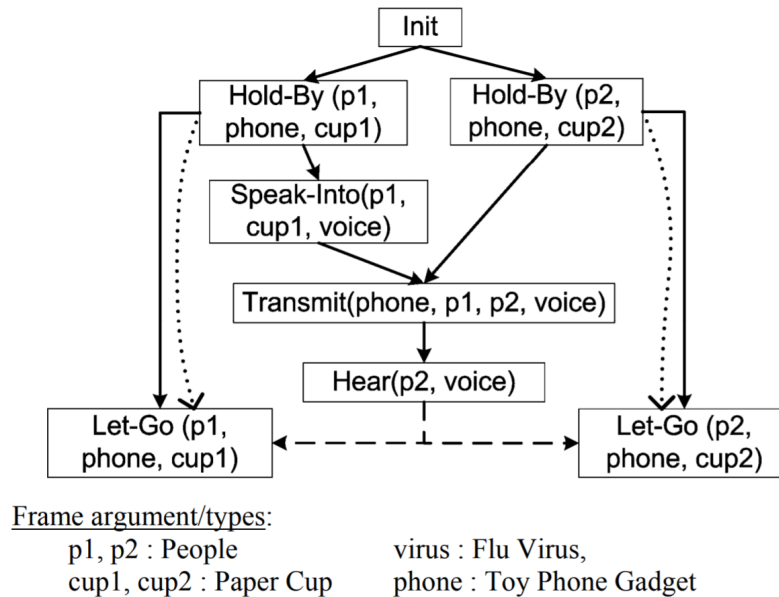 Init
Hold-By (p1,
phone, cup1)
Hold-By (p2,
phone, cup2)
Speak-Into(p1,
cup1, voice)
Transmit(phone, p1, p2, voice)
Hear(p2, voice)
Let-Go (p1,
phone, cup1)
Let-Go (p2,
phone, cup2)
Frame argument/types:
p1, p2 : People virus : Flu Virus,
cup1, cup2 : Paper Cup phone : Toy Phone Gadget